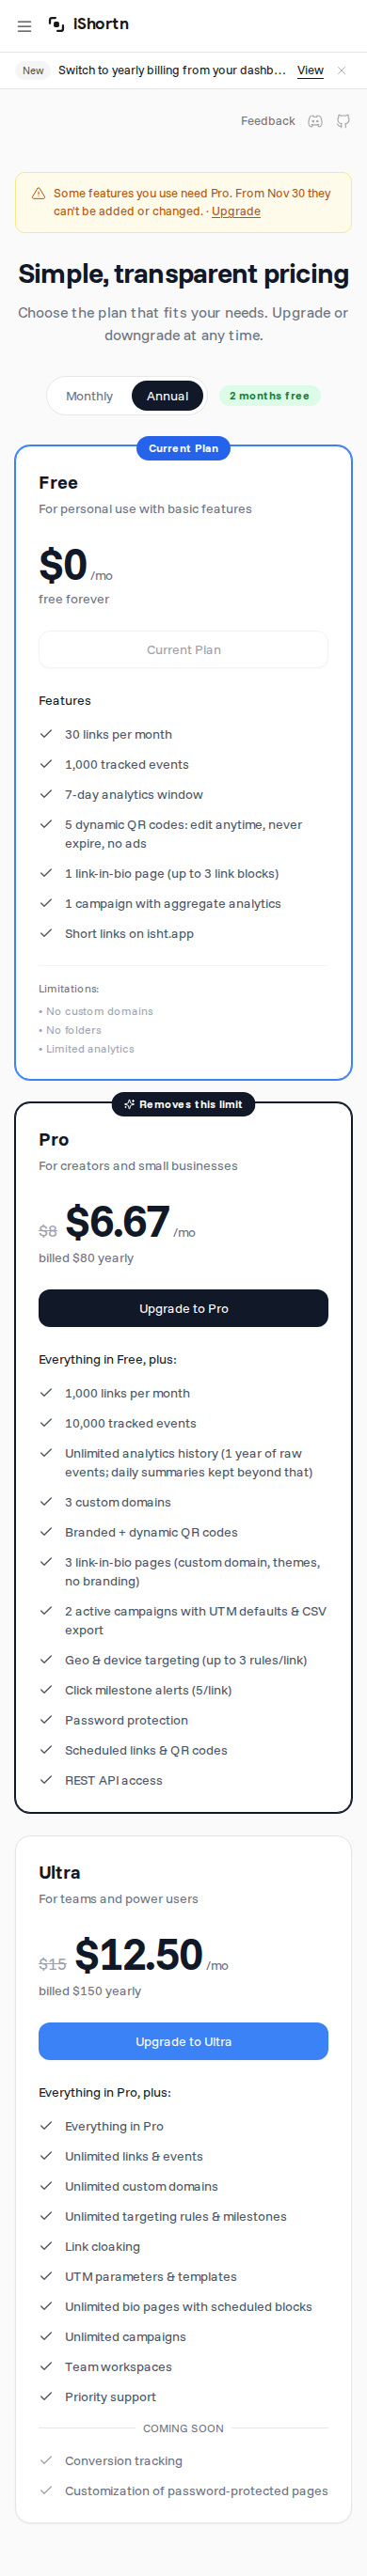 iShortn
New Switch to yearly billing from your dashb... View
Feedback
Some features you use need Pro. From Nov 30 they
can't be added or changed. · Upgrade
Simple, transparent pricing
Choose the plan that fits your needs. Upgrade or
downgrade at any time.
Monthly Annual 2 months free
Current Plan
Free
For personal use with basic features
$0 /mo
free forever
Current Plan
Features
30 links per month
1,000 tracked events
7-day analytics window
5 dynamic QR codes: edit anytime, never
expire, no ads
1 link-in-bio page (up to 3 link blocks)
1 campaign with aggregate analytics
Short links on isht.app
Limitations:
• No custom domains
• No folders
• Limited analytics
Removes this limit
Pro
For creators and small businesses
$8 $6.67 /mo
billed $80 yearly
Upgrade to Pro
Everything in Free, plus:
1,000 links per month
10,000 tracked events
Unlimited analytics history (1 year of raw
events; daily summaries kept beyond that)
3 custom domains
Branded + dynamic QR codes
3 link-in-bio pages (custom domain, themes,
no branding)
2 active campaigns with UTM defaults & CSV
export
Geo & device targeting (up to 3 rules/link)
Click milestone alerts (5/link)
Password protection
Scheduled links & QR codes
REST API access
Ultra
For teams and power users
$15 $12.50 /mo
billed $150 yearly
Upgrade to Ultra
Everything in Pro, plus:
Everything in Pro
Unlimited links & events
Unlimited custom domains
Unlimited targeting rules & milestones
Link cloaking
UTM parameters & templates
Unlimited bio pages with scheduled blocks
Unlimited campaigns
Team workspaces
Priority support
COMING SOON
Conversion tracking
Customization of password-protected pages